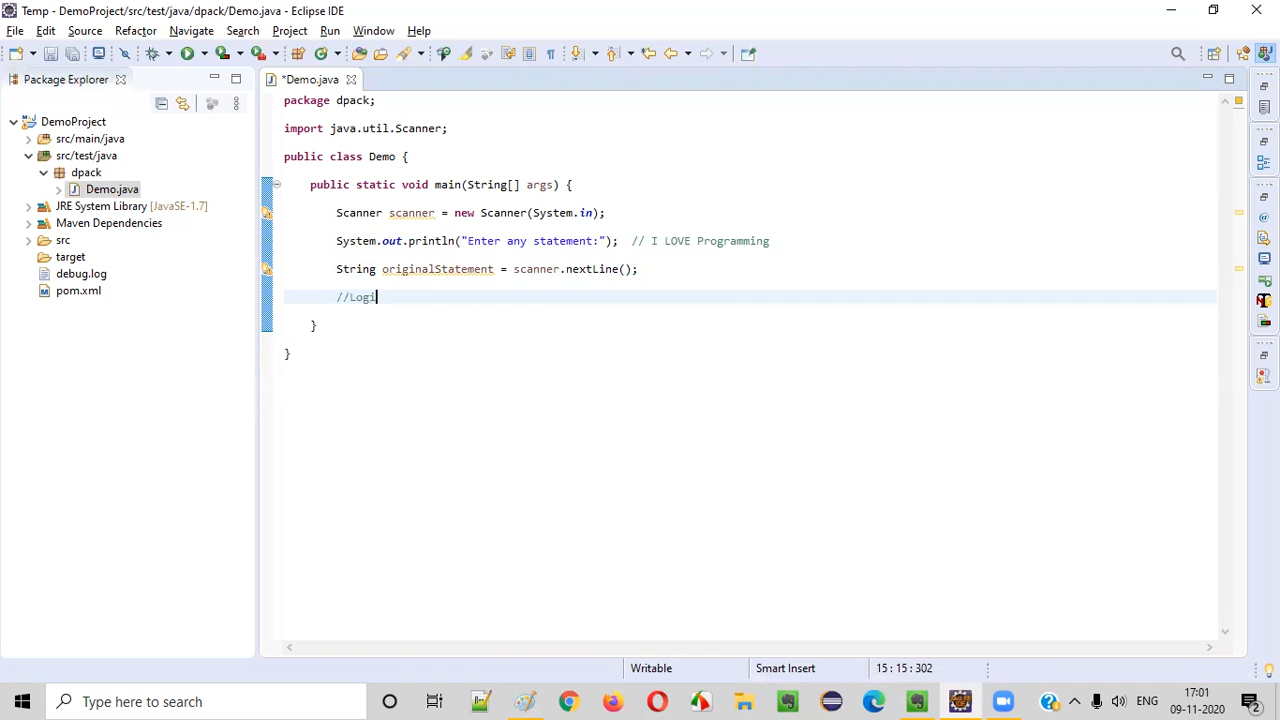 Temp - DemoProject/src/test/java/dpack/Demo.java - Eclipse IDE
File Edit Source Refactor Navigate Search Project Run Window Help
Package Explorer
*Demo.java
DemoProject
src/main/java
src/test/java
dpack
Demo.java
JRE System Library [JavaSE-1.7]
Maven Dependencies
src
target
debug.log
pom.xml
package dpack;
import java.util.Scanner;
public class Demo {
public static void main(String[] args) {
Scanner scanner = new Scanner(System.in);
System.out.println("Enter any statement:"); // I LOVE Programming
String originalStatement = scanner.nextLine();
//Logi
}
}
Writable Smart Insert 15 : 15 : 302
Type here to search
ENG
17:01
09-11-2020
2